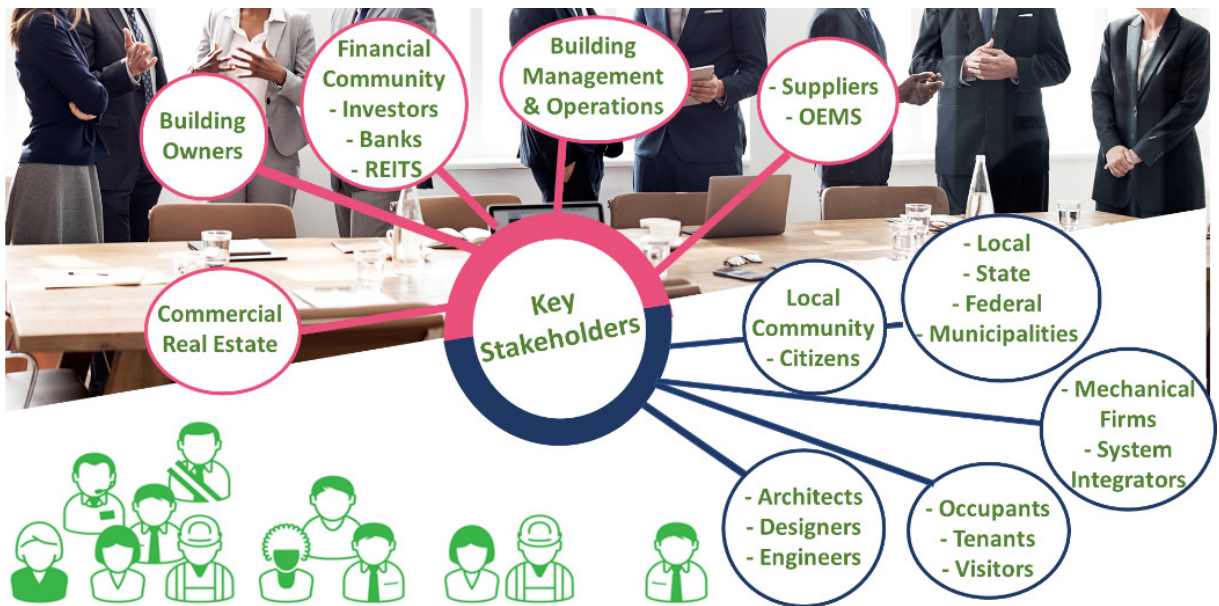 Building
Owners
Financial
Community
- Investors
- Banks
- REITS
Building
Management
& Operations
- Suppliers
- OEMS
Commercial
Real Estate
Key
Stakeholders
Local
Community
- Citizens
- Local
- State
- Federal
- Municipalities
- Mechanical
Firms
- System
Integrators
- Architects
- Designers
- Engineers
- Occupants
- Tenants
- Visitors